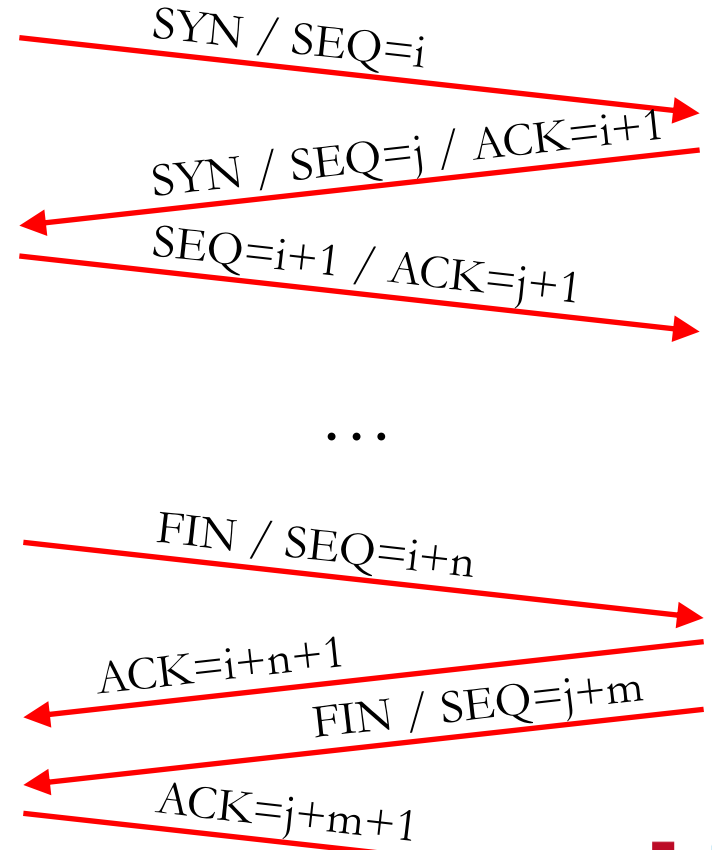 SYN / SEQ=i
SYN / SEQ=j / ACK=i+1
SEQ=i+1 / ACK=j+1
...
FIN / SEQ=i+n
ACK=i+n+1
FIN / SEQ=j+m
ACK=j+m+1